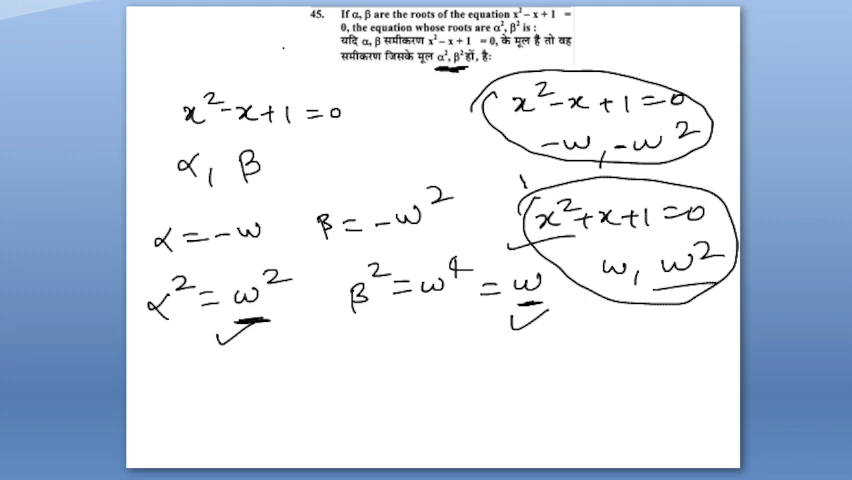 45. If α, β are the roots of the equation x² – x + 1 =
0, the equation whose roots are α², β² is :
यदि α, β समीकरण x² – x + 1 = 0, के मूल है तो वह
समीकरण जिसके मूल α², β² हों, है:
x² - x + 1 = 0
α, β
α = -ω β = -ω²
α² = ω² β² = ω⁴ = ω
x² - x + 1 = 0
-ω, -ω²
x² + x + 1 = 0
ω, ω²